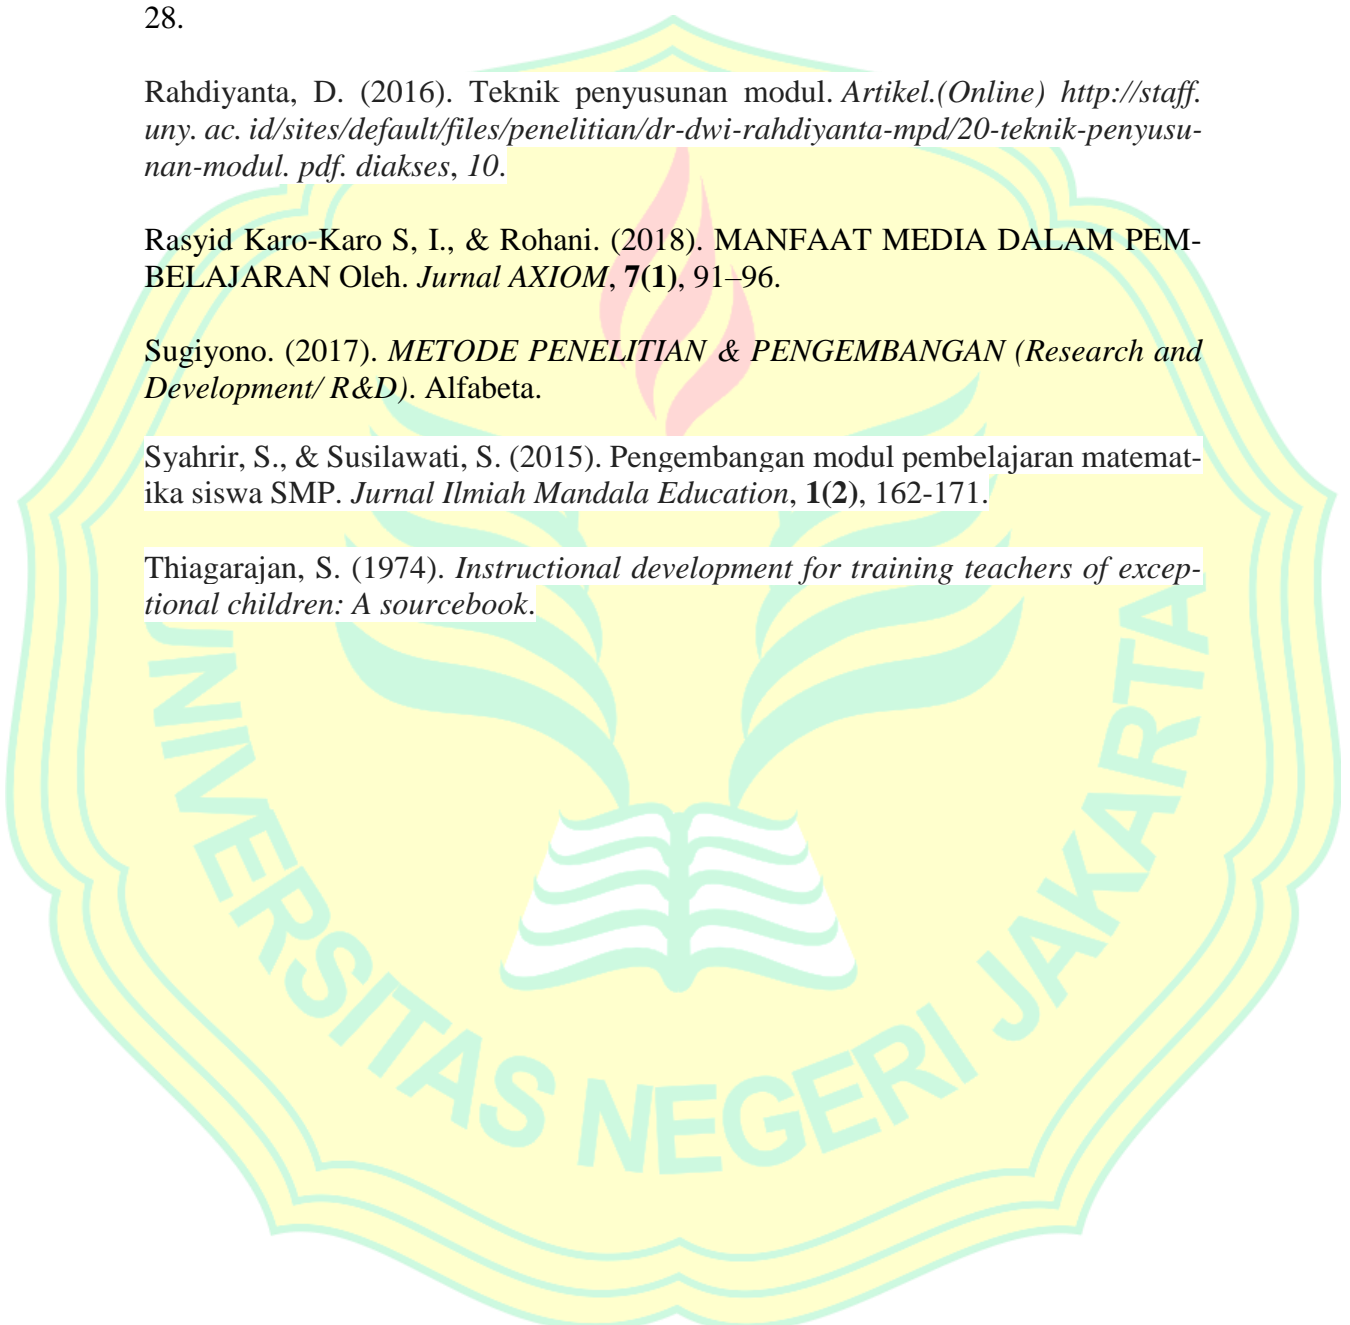 28.
Rahdiyanta, D. (2016). Teknik penyusunan modul. Artikel.(Online) http://staff.
uny. ac. id/sites/default/files/penelitian/dr-dwi-rahdiyanta-mpd/20-teknik-penyusu-
nan-modul. pdf. diakses, 10.
Rasyid Karo-Karo S, I., & Rohani. (2018). MANFAAT MEDIA DALAM PEM-
BELAJARAN Oleh. Jurnal AXIOM, 7(1), 91–96.
Sugiyono. (2017). METODE PENELITIAN & PENGEMBANGAN (Research and
Development/ R&D). Alfabeta.
Syahrir, S., & Susilawati, S. (2015). Pengembangan modul pembelajaran matemat-
ika siswa SMP. Jurnal Ilmiah Mandala Education, 1(2), 162-171.
Thiagarajan, S. (1974). Instructional development for training teachers of excep-
tional children: A sourcebook.
UNIVERSITAS NEGERI JAKARTA